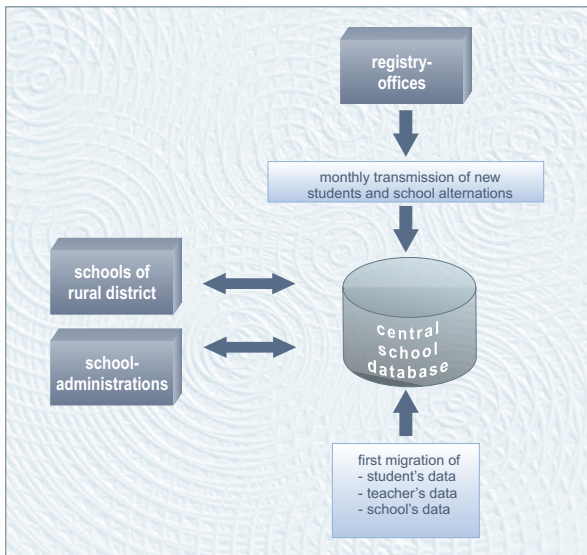 registry-
offices
monthly transmission of new
students and school alternations
schools of
rural district
school-
administrations
central
school
database
first migration of
- student's data
- teacher's data
- school's data